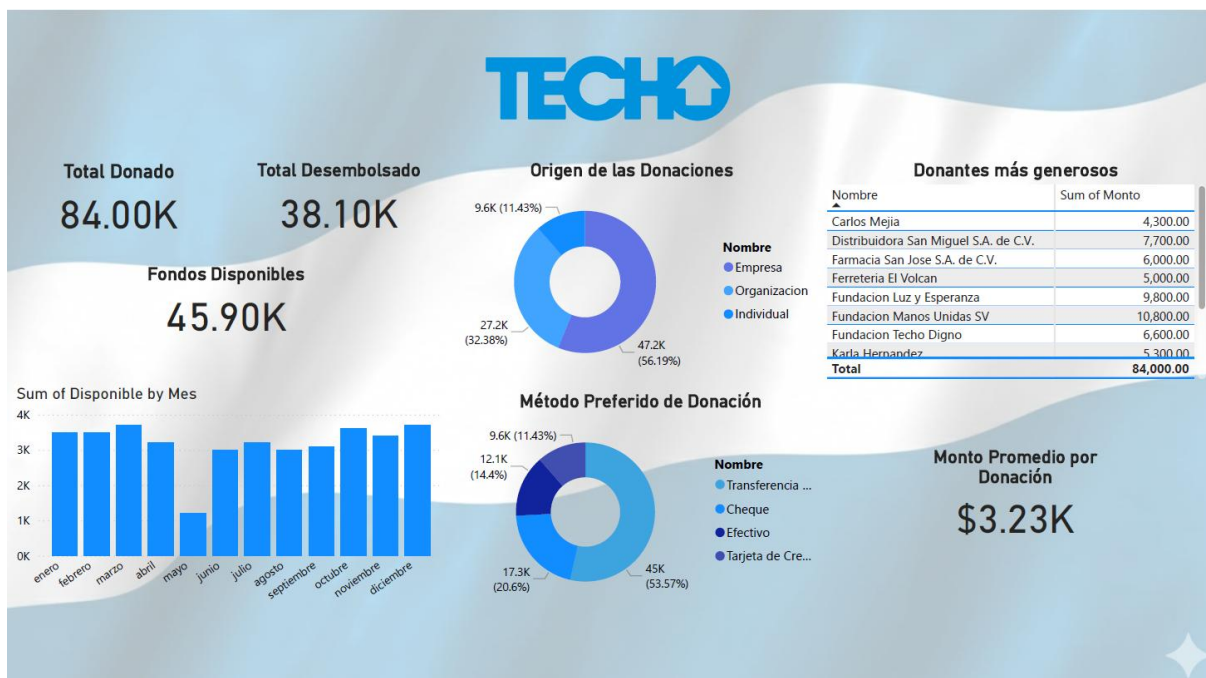 TECHO
Total Donado
84.00K
Total Desembolsado
38.10K
Fondos Disponibles
45.90K
Origen de las Donaciones
9.6K (11.43%)
27.2K
(32.38%)
47.2K
(56.19%)
Nombre
Empresa
Organizacion
Individual
Donantes más generosos
Nombre Sum of Monto
Carlos Mejia 4,300.00
Distribuidora San Miguel S.A. de C.V. 7,700.00
Farmacia San Jose S.A. de C.V. 6,000.00
Ferreteria El Volcan 5,000.00
Fundacion Luz y Esperanza 9,800.00
Fundacion Manos Unidas SV 10,800.00
Fundacion Techo Digno 6,600.00
Karla Hernandez 5,300.00
Total 84,000.00
Sum of Disponible by Mes
4K
3K
2K
1K
0K
enero
febrero
marzo
abril
mayo
junio
julio
agosto
septiembre
octubre
noviembre
diciembre
Método Preferido de Donación
9.6K (11.43%)
12.1K
(14.4%)
17.3K
(20.6%)
45K
(53.57%)
Nombre
Transferencia ...
Cheque
Efectivo
Tarjeta de Cre...
Monto Promedio por
Donación
$3.23K